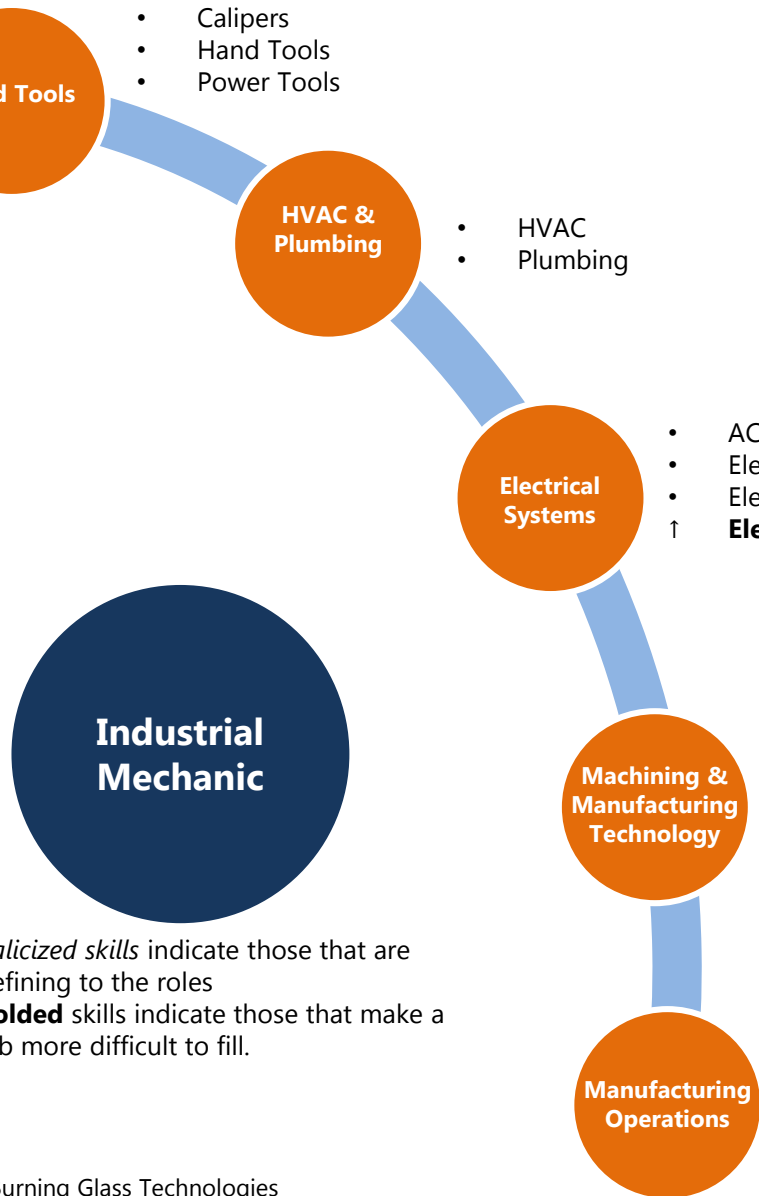 • Calipers
• Hand Tools
• Power Tools
Tools
HVAC &
Plumbing
• HVAC
• Plumbing
Electrical
Systems
•
•
•
↑
Industrial
Mechanic
skills indicate those that are
to the roles
skills indicate those that make a
more difficult to fill.
Machining &
Manufacturing
Technology
Manufacturing
Operations
Glass Technologies